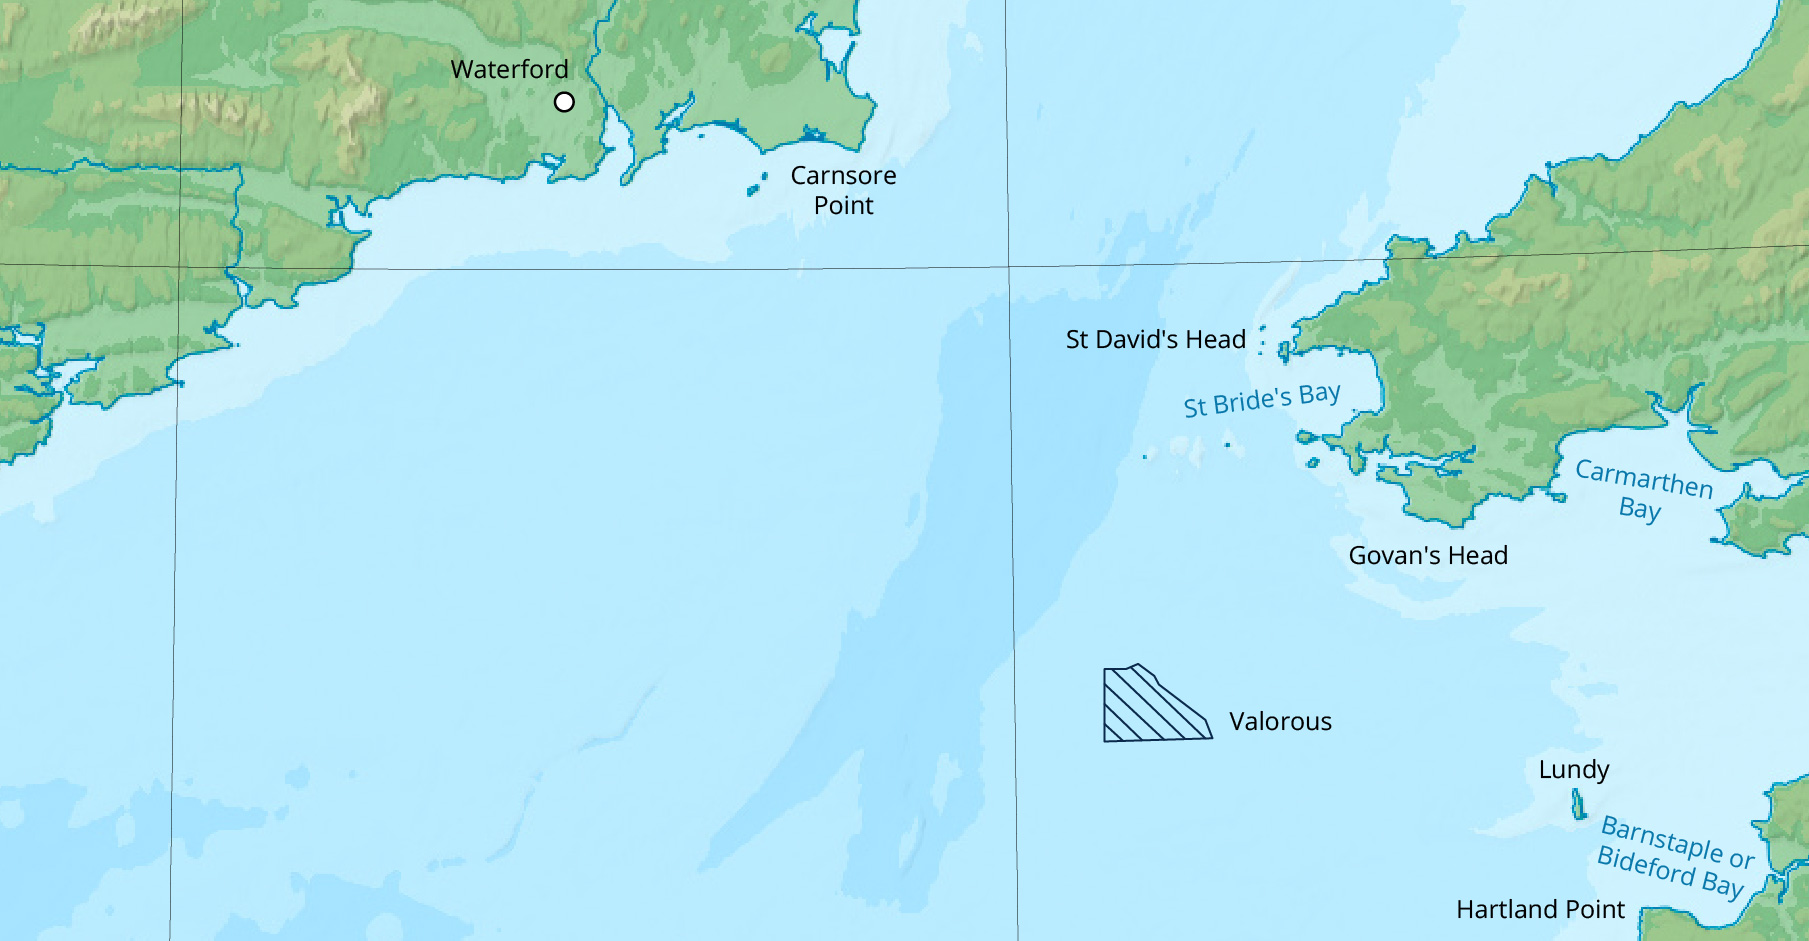 Waterford
Carnsore
Point
St David's Head
St Bride's Bay
Carmarthen
Bay
Govan's Head
Valorous
Lundy
Barnstaple or
Bideford Bay
Hartland Point